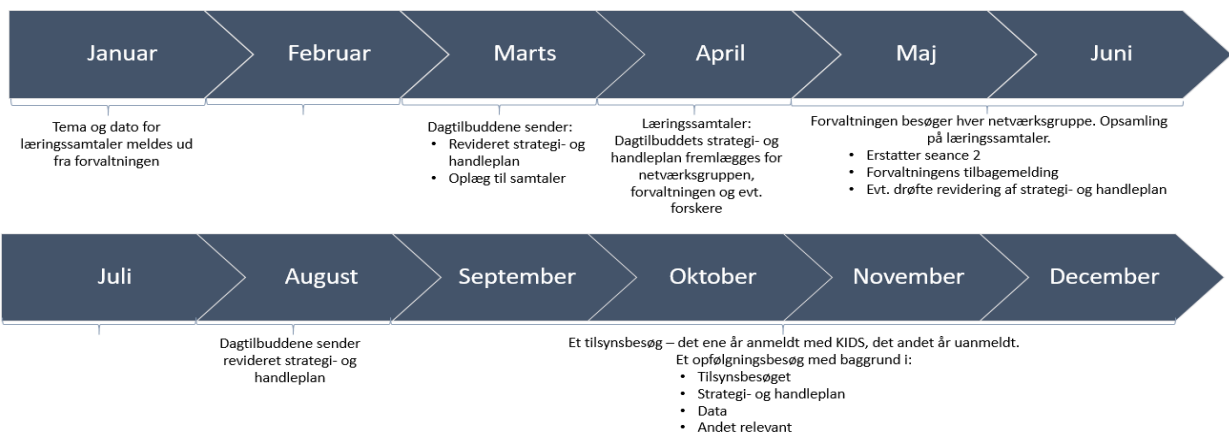 Januar
Februar
Marts
April
Maj
Juni
Tema og dato for
læringssamtaler meldes ud
fra forvaltningen
Dagtilbuddene sender:
• Revideret strategi- og
handleplan
• Oplæg til samtaler
Læringssamtaler:
Dagtilbuddets strategi- og
handleplan fremlægges for
netværksgruppen,
forvaltningen og evt.
forskere
Forvaltningen besøger hver netværksgruppe. Opsamling
på læringssamtaler.
• Erstatter seance 2
• Forvaltningens tilbagemelding
• Evt. drøfte revidering af strategi- og handleplan
Juli
August
September
Oktober
November
December
Dagtilbuddene sender
revideret strategi- og
handleplan
Et tilsynsbesøg – det ene år anmeldt med KIDS, det andet år uanmeldt.
Et opfølgningsbesøg med baggrund i:
• Tilsynsbesøget
• Strategi- og handleplan
• Data
• Andet relevant